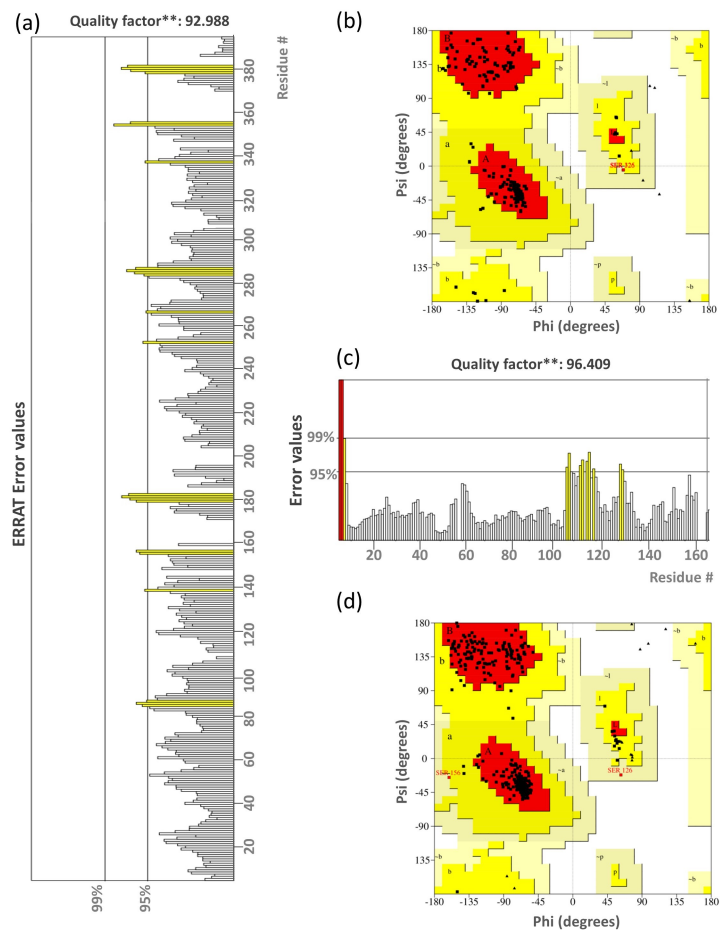 (a)
Quality factor**: 92.988
ERRAT Error values
Residue #
380
360
340
320
300
280
260
240
220
200
180
160
140
120
100
80
60
40
20
99%
95%
(b)
Psi (degrees)
180
135
90
45
0
-45
-90
135
-180 -135 -90 -45 0 45 90 135 180
Phi (degrees)
B
b
~b
~b
b
~l
l
a
A
~a
SER 328
b
~b
~p
p
~b
(c)
Quality factor**: 96.409
Error values
99%
95%
20 40 60 80 100 120 140 160
Residue #
(d)
Psi (degrees)
180
135
90
45
0
-45
-90
135
-180 -135 -90 -45 0 45 90 135 180
Phi (degrees)
B
b
~b
~b
b
~l
l
a
A
~a
SER 156
SER 126
b
~b
~p
p
~b